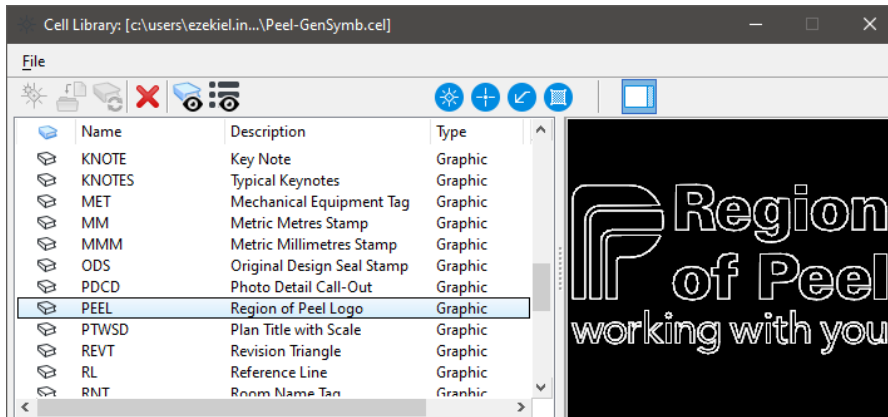 Cell Library: [c:\users\ezekiel.in...\Peel-GenSymb.cel]
File
Name Description Type
KNOTE Key Note Graphic
KNOTES Typical Keynotes Graphic
MET Mechanical Equipment Tag Graphic
MM Metric Metres Stamp Graphic
MMM Metric Millimetres Stamp Graphic
ODS Original Design Seal Stamp Graphic
PDCD Photo Detail Call-Out Graphic
PEEL Region of Peel Logo Graphic
PTWSD Plan Title with Scale Graphic
REVT Revision Triangle Graphic
RL Reference Line Graphic
RNT Room Name Tag Graphic
Region
of Peel
working with you